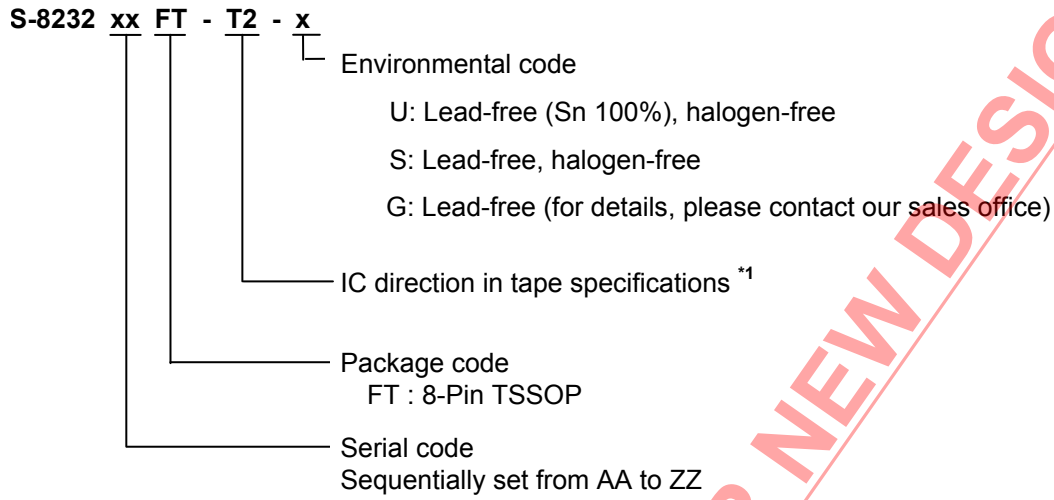 S-8232 xx FT - T2 - x
Environmental code
U: Lead-free (Sn 100%), halogen-free
S: Lead-free, halogen-free
G: Lead-free (for details, please contact our sales office)
IC direction in tape specifications *1
Package code
FT : 8-Pin TSSOP
Serial code
Sequentially set from AA to ZZ
NEW DESIG